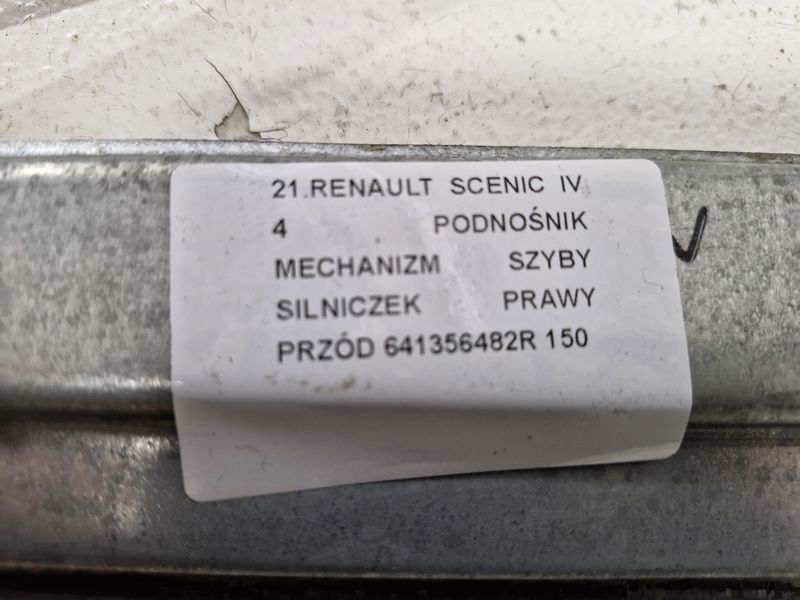 21.RENAULT SCENIC IV
4 PODNOŚNIK
MECHANIZM SZYBY
SILNICZEK PRAWY
PRZÓD 641356482R 150